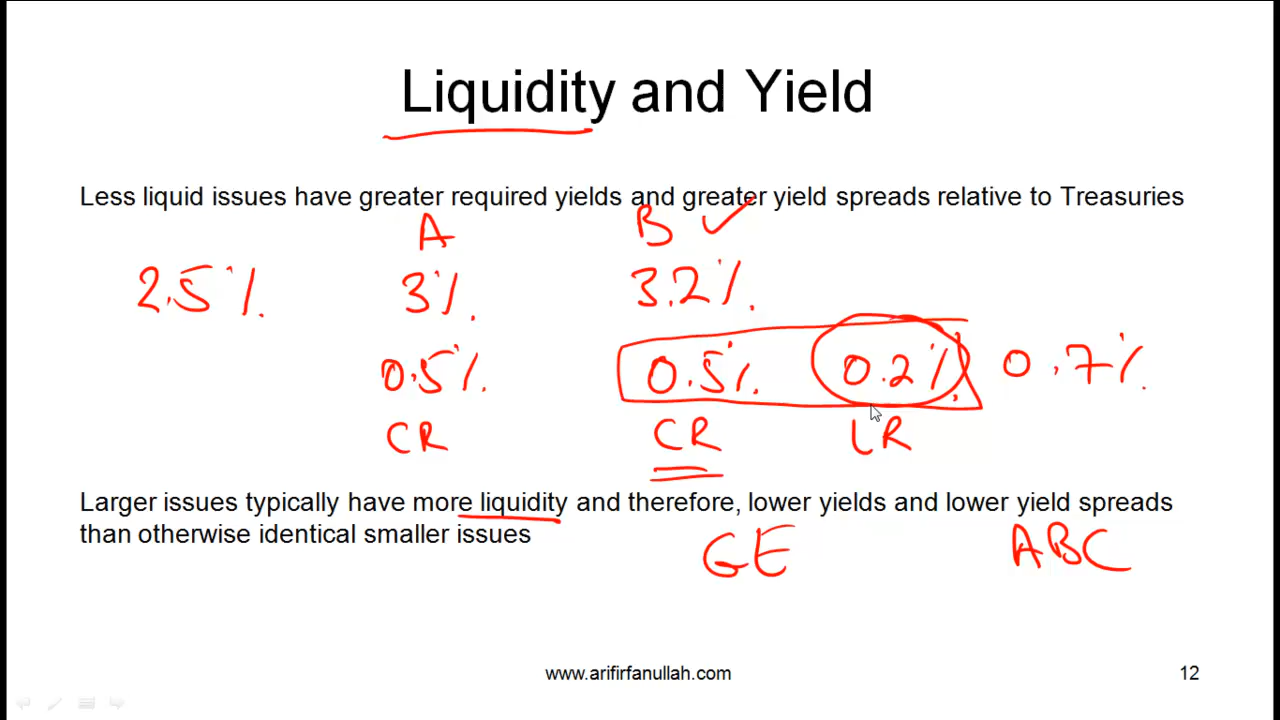 Liquidity and Yield
Less liquid issues have greater required yields and greater yield spreads relative to Treasuries
A B
2.5% 3% 3.2%
0.5% 0.5% 0.2% 0.7%
CR CR LR
Larger issues typically have more liquidity and therefore, lower yields and lower yield spreads
than otherwise identical smaller issues
GE ABC
www.arifirfanullah.com 12